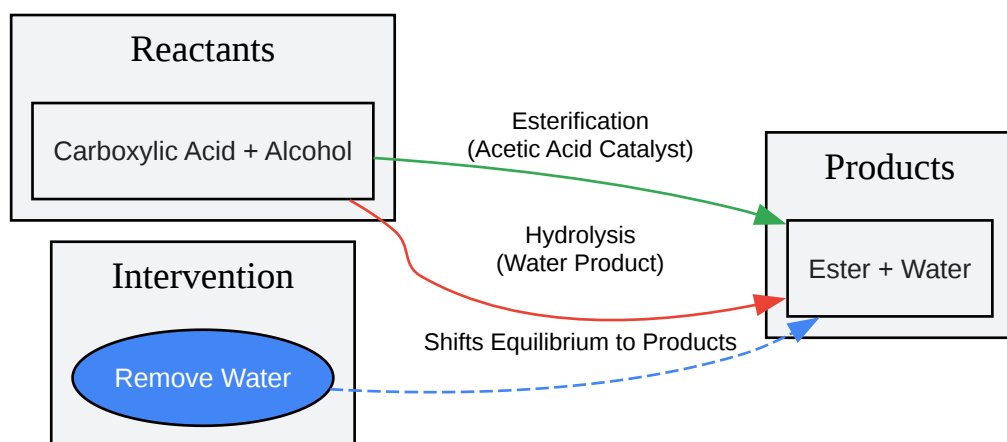 Reactants
Carboxylic Acid + Alcohol
Esterification
(Acetic Acid Catalyst)
Products
Ester + Water
Hydrolysis
(Water Product)
Intervention
Remove Water
Shifts Equilibrium to Products